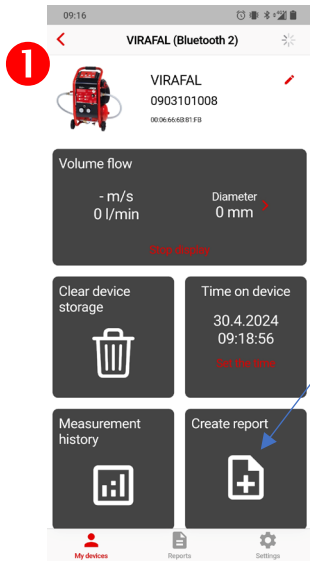 09:16
VIRAFAL (Bluetooth 2)
1
VIRAFAL
0903101008
00:06:66:6B:81:FB
Volume flow
- m/s
0 l/min
Diameter
0 mm
Stop display
Clear device
storage
Time on device
30.4.2024
09:18:56
Set the time
Measurement
history
Create report
My devices
Reports
Settings